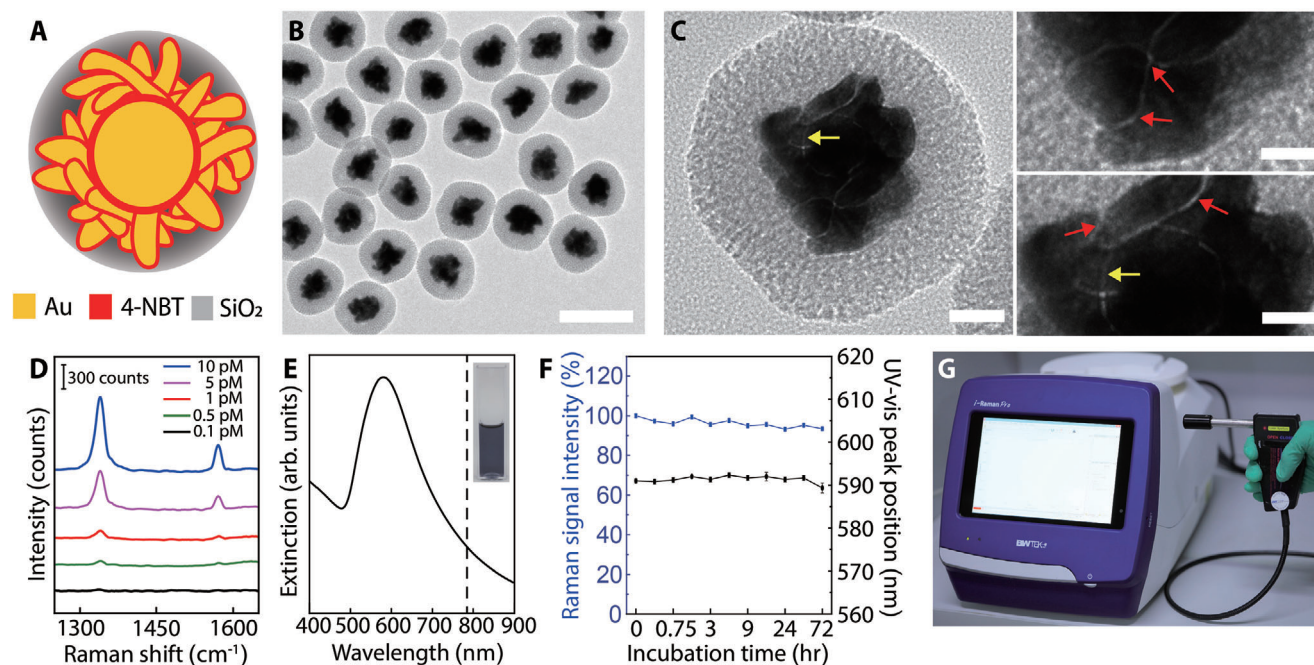 A
Au 4-NBT SiO₂
B
C
D
300 counts
10 pM
5 pM
1 pM
0.5 pM
0.1 pM
Intensity (counts)
1300 1450 1600
Raman shift (cm⁻¹)
E
Extinction (arb. units)
400 500 600 700 800 900
Wavelength (nm)
F
Raman signal intensity (%)
120
100
80
60
40
20
0
0 0.75 3 9 24 72
Incubation time (hr)
620
610
600
590
580
570
560
UV-vis peak position (nm)
G
i-Raman Pro
BWTEK